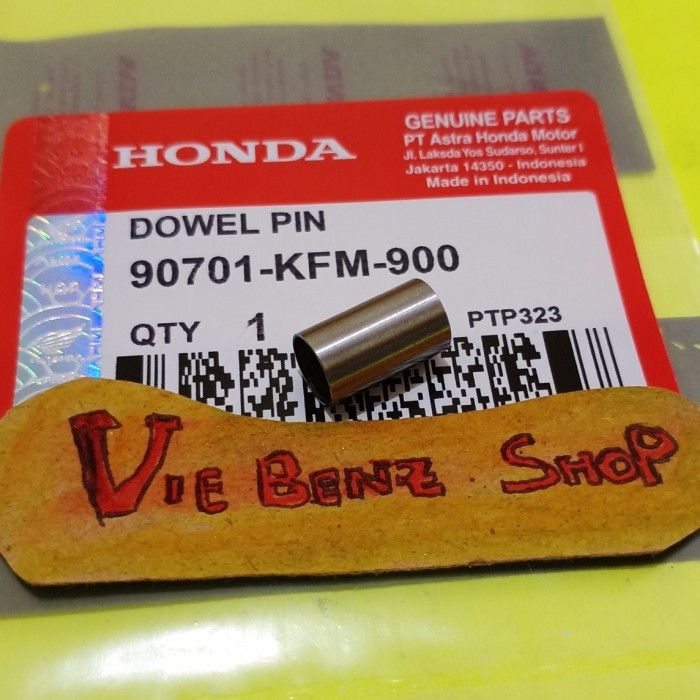 HONDA
GENUINE PARTS
PT Astra Honda Motor
Jl. Laksda Yos Sudarso, Sunter I
Jakarta 14350 - Indonesia
Made in Indonesia
DOWEL PIN
90701-KFM-900
QTY 1
PTP323
VIE BENZ SHOP